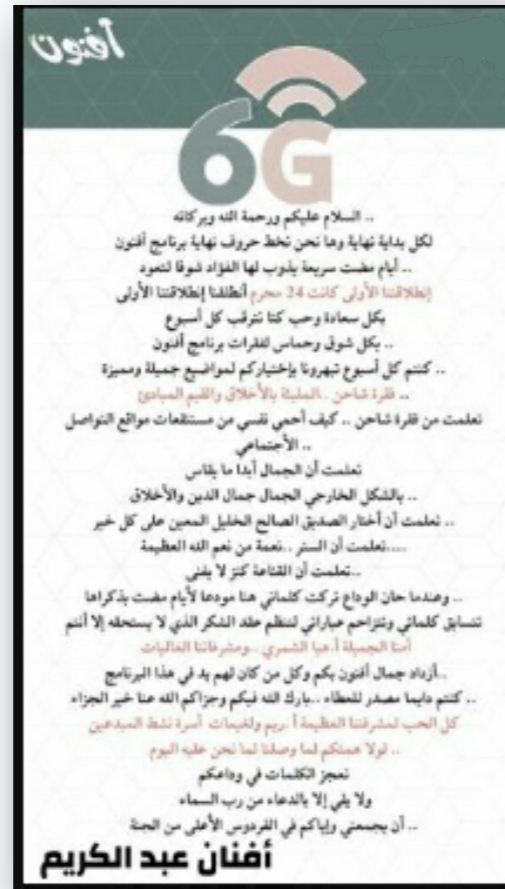 أفنون
6G
.. السلام عليكم ورحمة الله وبركاته
لكل بداية نهاية وها نحن نخط حروف نهاية برنامج أفنون
.. أيام مضت سريعة يذوب لها الفؤاد شوقا لتعود
إنطلاقتنا الأولى كانت 24 محرم أنطلقنا إنطلاقتنا الأولى
بكل سعادة وحب كنا نترقب كل أسبوع
.. بكل شوق وحماس لفقرات برنامج أفنون
.. كنتم كل أسبوع تبهرونا بإختياركم لمواضيع جميلة ومميزة
.. فقرة شاحن ..المليئة بالأخلاق والقيم المبادئ
تعلمت من فقرة شاحن .. كيف أحمي نفسي من مستنقعات مواقع التواصل
.. الأجتماعي
تعلمت أن الجمال أبدا ما يقاس
.. بالشكل الخارجي الجمال جمال الدين والأخلاق
.. تعلمت أن أختار الصديق الصالح الخليل المعين على كل خير
....تعلمت أن الستر ..نعمة من نعم الله العظيمة
..تعلمت أن القناعة كنز لا يفنى
.. وعندما حان الوداع تركت كلماتي هنا مودعا لأيام مضت بذكراها
تتسابق كلماتي وتتزاحم عباراتي لتنظم عقد الشكر الذي لا يستحقه إلا أنتم
أمنا الجميلة أ.هيا الشمري ..ومشرفاتنا الغاليات
..أزداد جمال أفنون بكم وكل من كان لهم يد في هذا البرنامج
.. كنتم دايما مصدر للعطاء ..بارك الله فيكم وجزاكم الله عنا خير الجزاء
كل الحب لمشرفتنا العظيمة أ .ريم ولغيمات أسرة نشط المبدعين
.. لولا همتكم لما وصلنا لما نحن عليه اليوم
تعجز الكلمات في وداعكم
ولا يفي إلا بالدعاء من رب السماء
.. أن يجمعني وإياكم في الفردوس الأعلى من الجنة
أفنان عبد الكريم